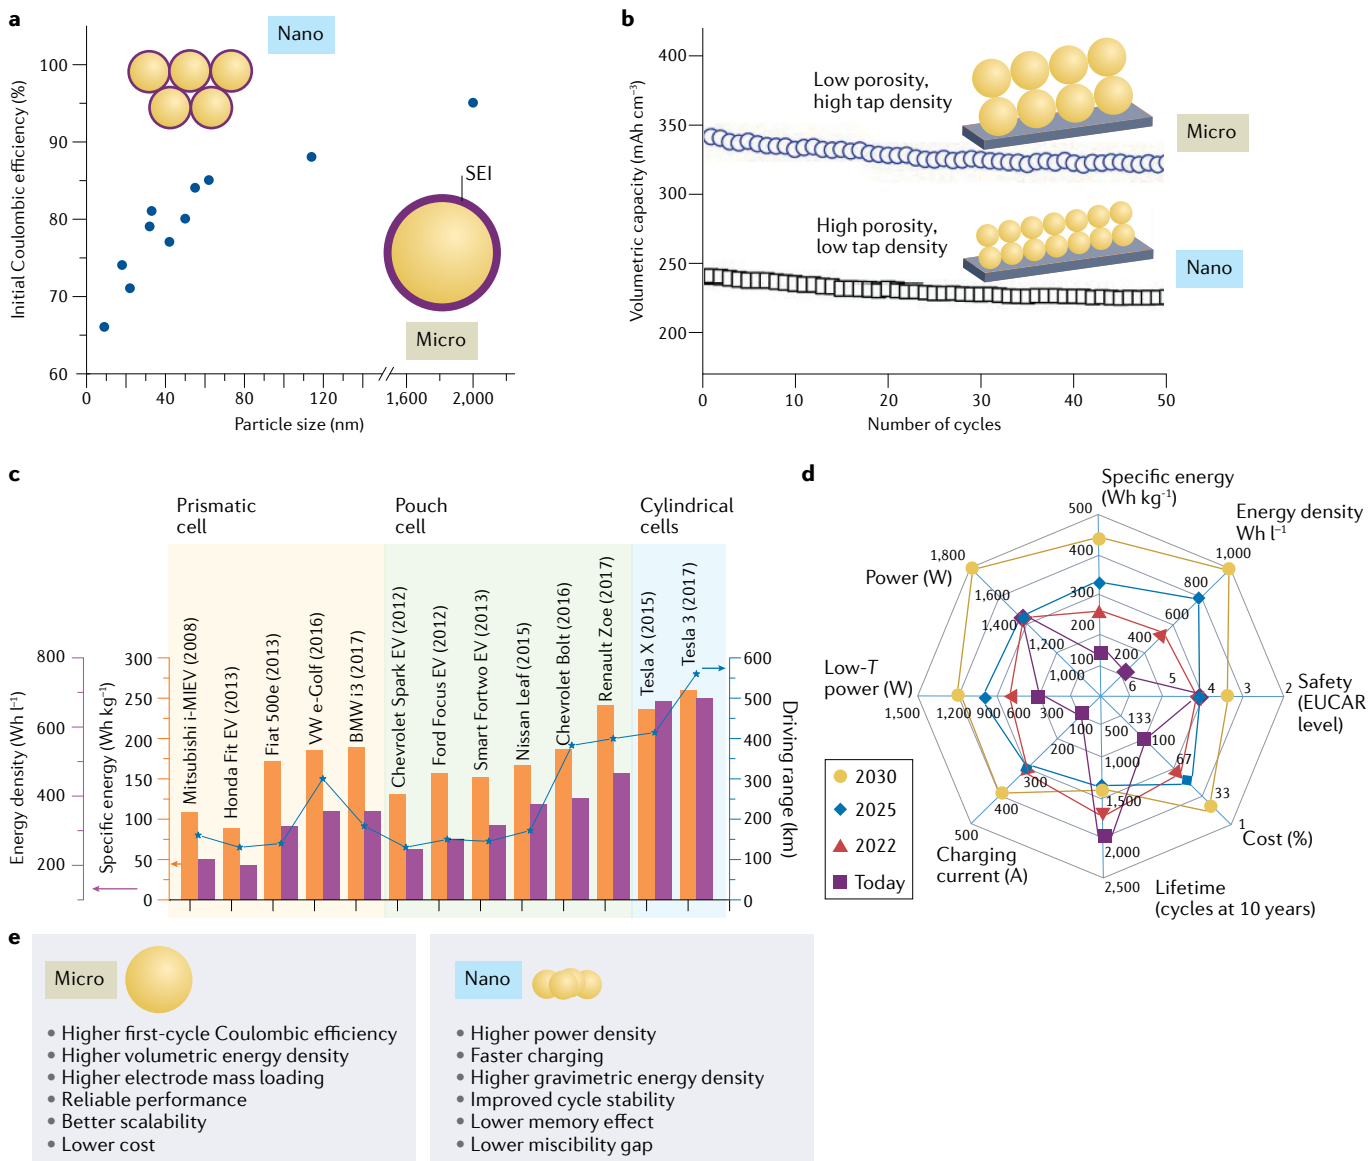 a
Nano
Initial Coulombic efficiency (%)
100
90
80
70
60
SEI
Micro
0
40
80
120
1,600
2,000
Particle size (nm)
b
Volumetric capacity (mAh cm⁻³)
400
350
300
250
200
Low porosity,
high tap density
Micro
High porosity,
low tap density
Nano
0
10
20
30
40
50
Number of cycles
c
Prismatic
cell
Pouch
cell
Cylindrical
cells
Energy density (Wh l⁻¹)
800
600
400
200
Specific energy (Wh kg⁻¹)
300
250
200
150
100
50
0
Mitsubishi i-MIEV (2008)
Honda Fit EV (2013)
Fiat 500e (2013)
VW e-Golf (2016)
BMW i3 (2017)
Chevrolet Spark EV (2012)
Ford Focus EV (2012)
Smart Fortwo EV (2013)
Nissan Leaf (2015)
Chevrolet Bolt (2016)
Renault Zoe (2017)
Tesla X (2015)
Tesla 3 (2017)
600
500
400
300
200
100
0
Driving range (km)
d
Specific energy
(Wh kg⁻¹)
500
400
300
200
100
Energy density
Wh l⁻¹
1,000
800
600
400
200
Safety
(EUCAR
level)
2
3
4
5
6
Cost (%)
1
33
67
100
133
Lifetime
(cycles at 10 years)
2,500
2,000
1,500
1,000
500
Charging
current (A)
500
400
300
200
100
Low-T
power (W)
1,500
1,200
900
600
300
Power (W)
1,800
1,600
1,400
1,200
1,000
2030
2025
2022
Today
e
Micro
• Higher first-cycle Coulombic efficiency
• Higher volumetric energy density
• Higher electrode mass loading
• Reliable performance
• Better scalability
• Lower cost
Nano
• Higher power density
• Faster charging
• Higher gravimetric energy density
• Improved cycle stability
• Lower memory effect
• Lower miscibility gap